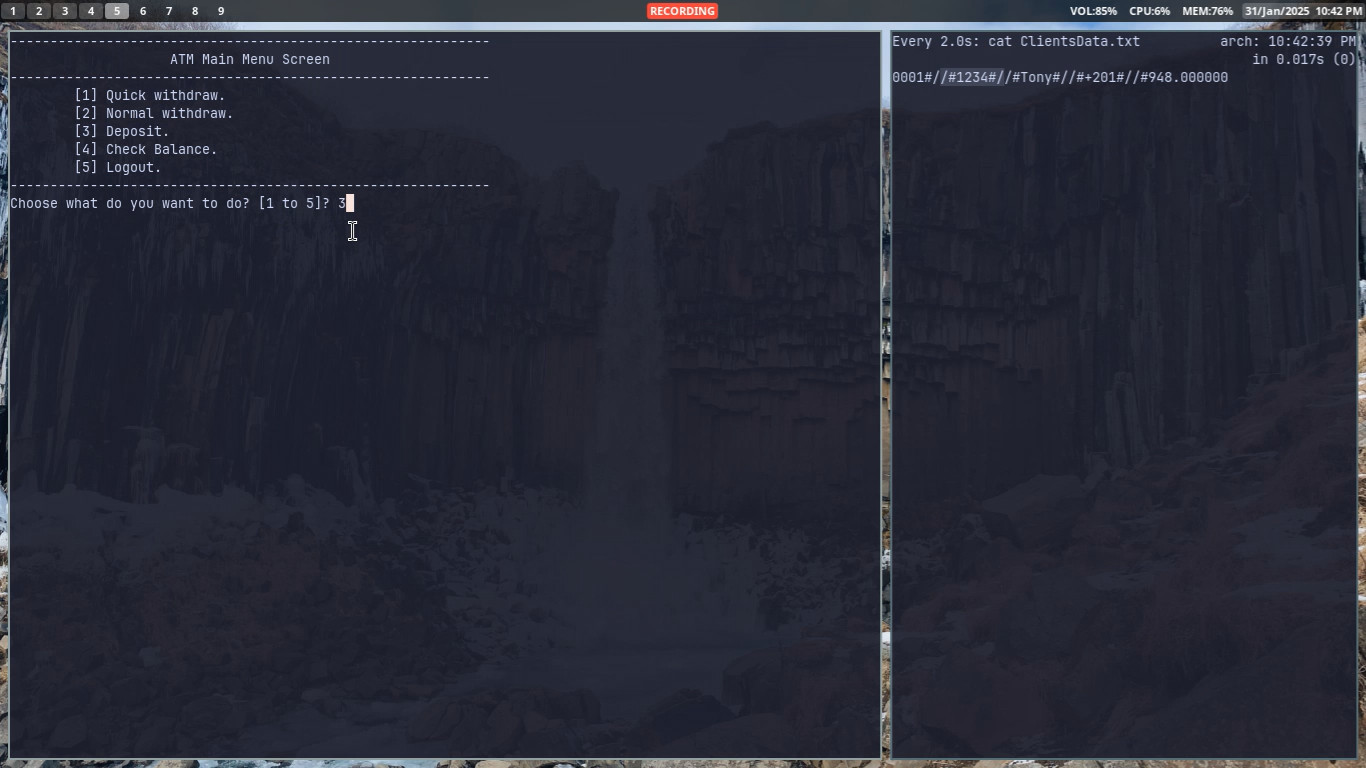 1 2 3 4 5 6 7 8 9 RECORDING VOL:85% CPU:6% MEM:76% 31/Jan/2025 10:42 PM
------------------------------------------------------------
ATM Main Menu Screen
------------------------------------------------------------
[1] Quick withdraw.
[2] Normal withdraw.
[3] Deposit.
[4] Check Balance.
[5] Logout.
------------------------------------------------------------
Choose what do you want to do? [1 to 5]? 3
Every 2.0s: cat ClientsData.txt arch: 10:42:39 PM
in 0.017s (0)
0001#//#1234#//#Tony#//#+201#//#948.000000